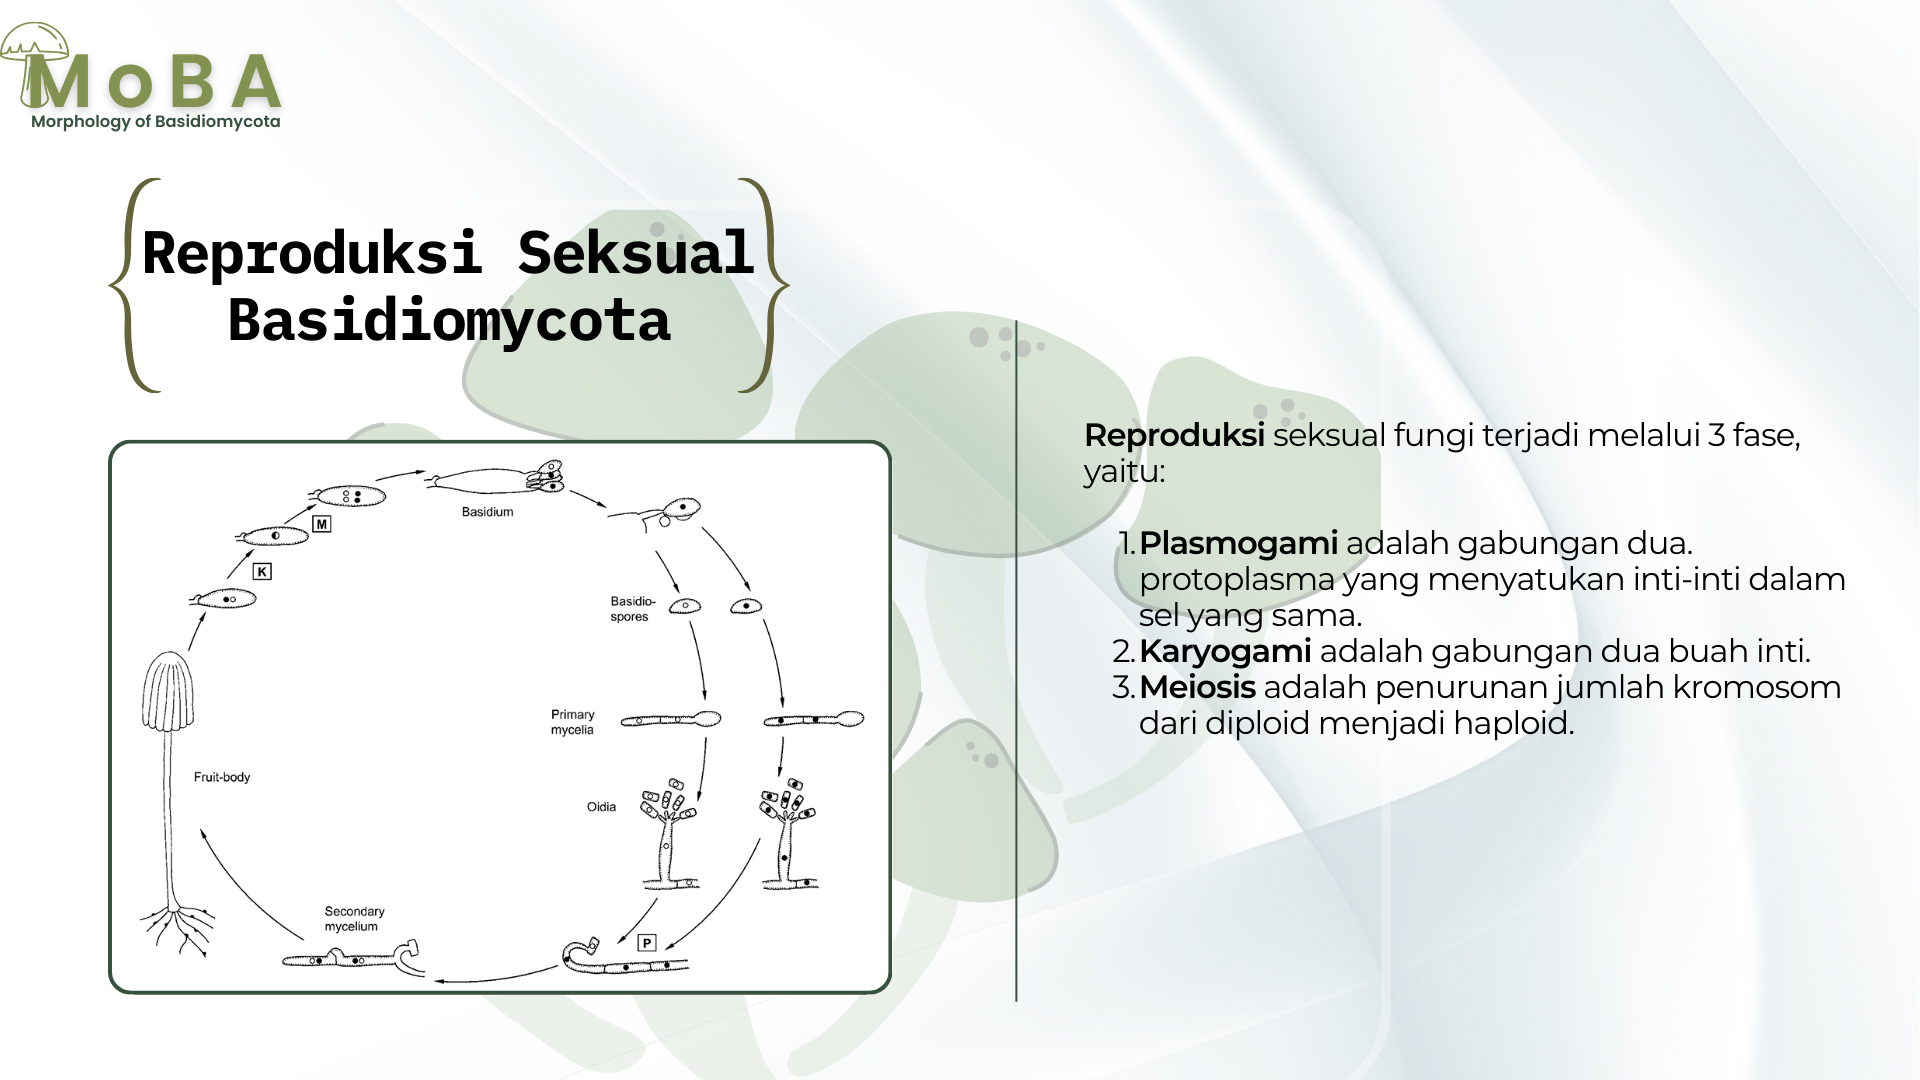 MoBA
Morphology of Basidiomycota
Reproduksi Seksual
Basidiomycota
Basidium
M
K
Basidio-
spores
Primary
mycelia
Fruit-body
Oidia
Secondary
mycelium
P
Reproduksi seksual fungi terjadi melalui 3 fase,
yaitu:
1. Plasmogami adalah gabungan dua.
protoplasma yang menyatukan inti-inti dalam
sel yang sama.
2. Karyogami adalah gabungan dua buah inti.
3. Meiosis adalah penurunan jumlah kromosom
dari diploid menjadi haploid.